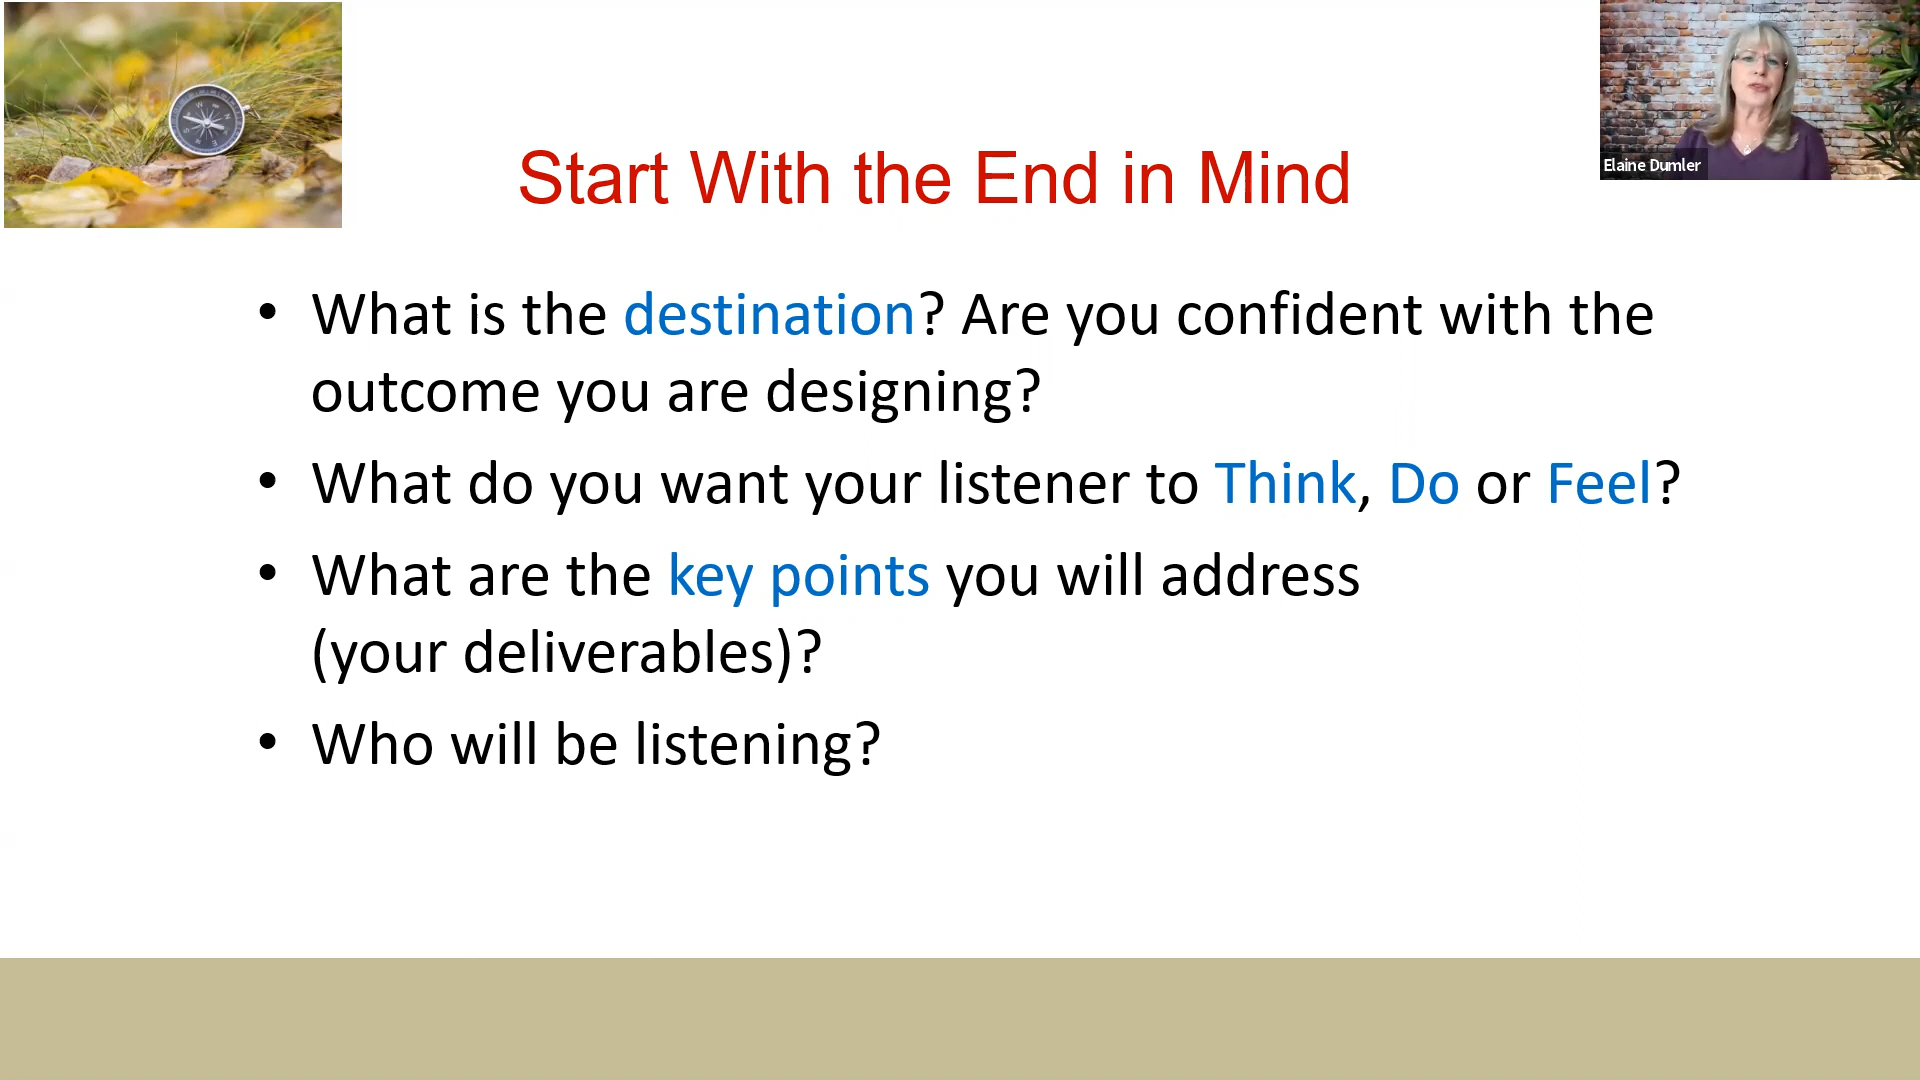 Start With the End in Mind
Elaine Dumler
• What is the destination? Are you confident with the
outcome you are designing?
• What do you want your listener to Think, Do or Feel?
• What are the key points you will address
(your deliverables)?
• Who will be listening?
W
N
S
E